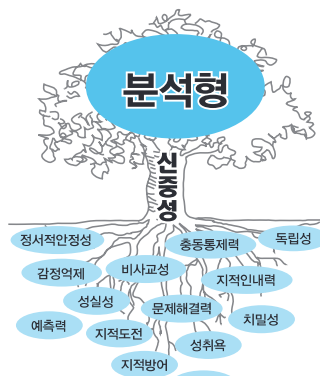 분석형
신중성
정서적안정성
충동통제력
독립성
감정억제
비사교성
지적인내력
성실성
문제해결력
치밀성
예측력
지적도전
성취욕
지적방어